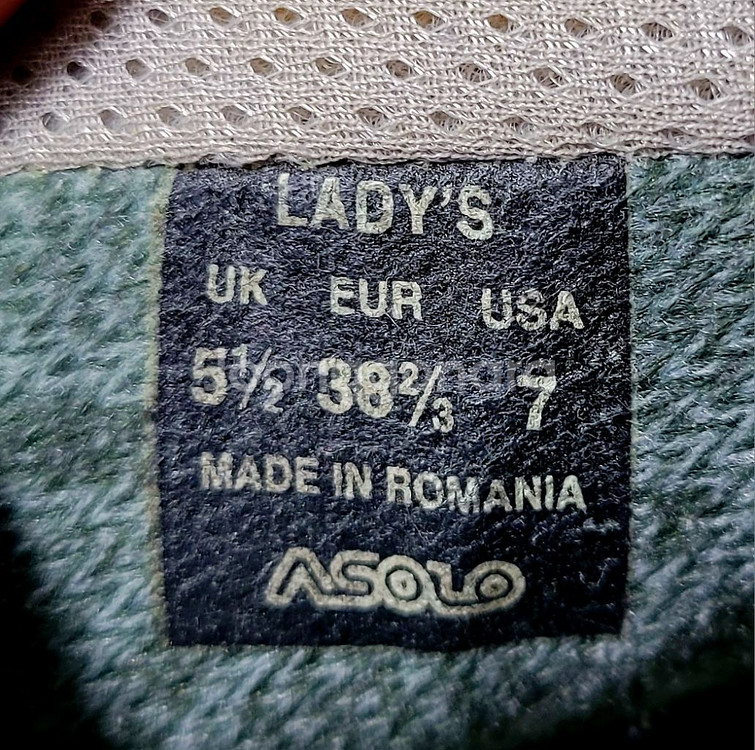 LADY'S
UK EUR USA
5½ 38⅔ 7
MADE IN ROMANIA
ASOLO